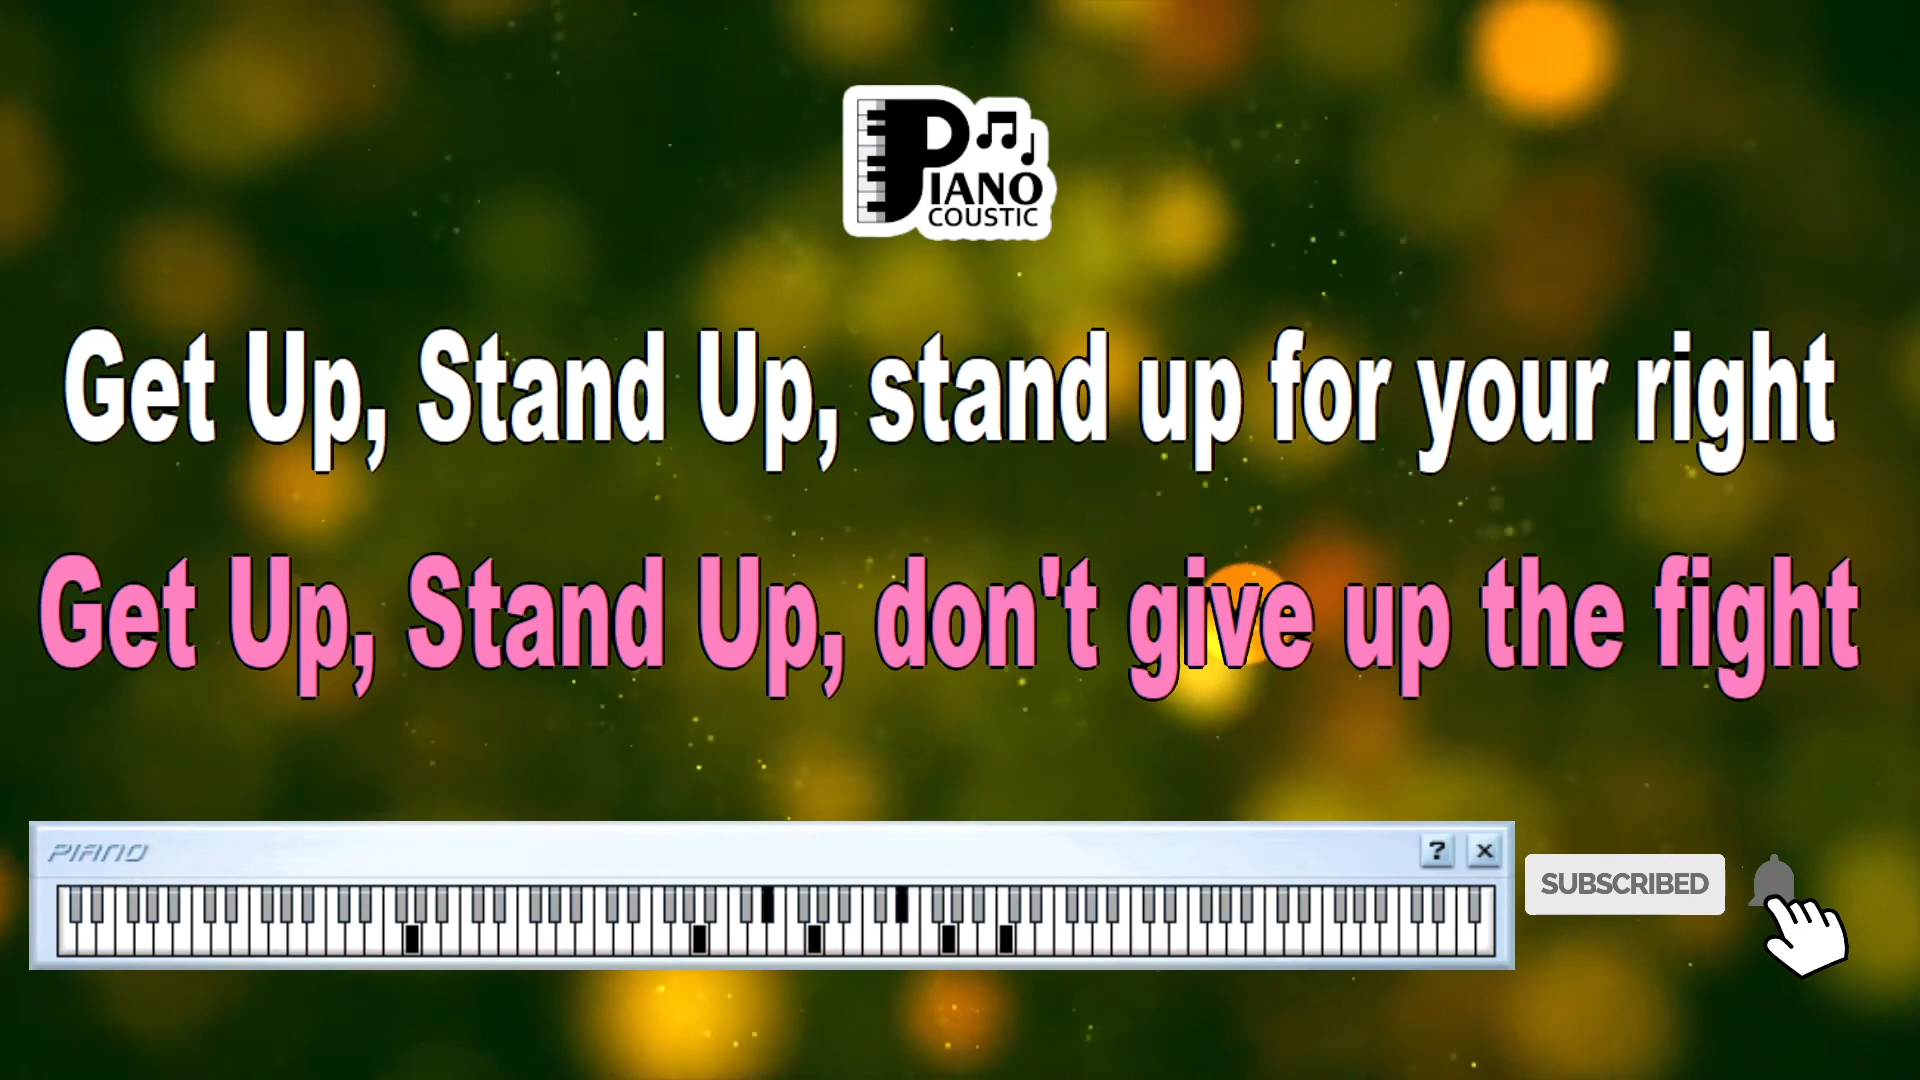 PIANO
COUSTIC
Get Up, Stand Up, stand up for your right
Get Up, Stand Up, don't give up the fight
PIANO
? ×
SUBSCRIBED